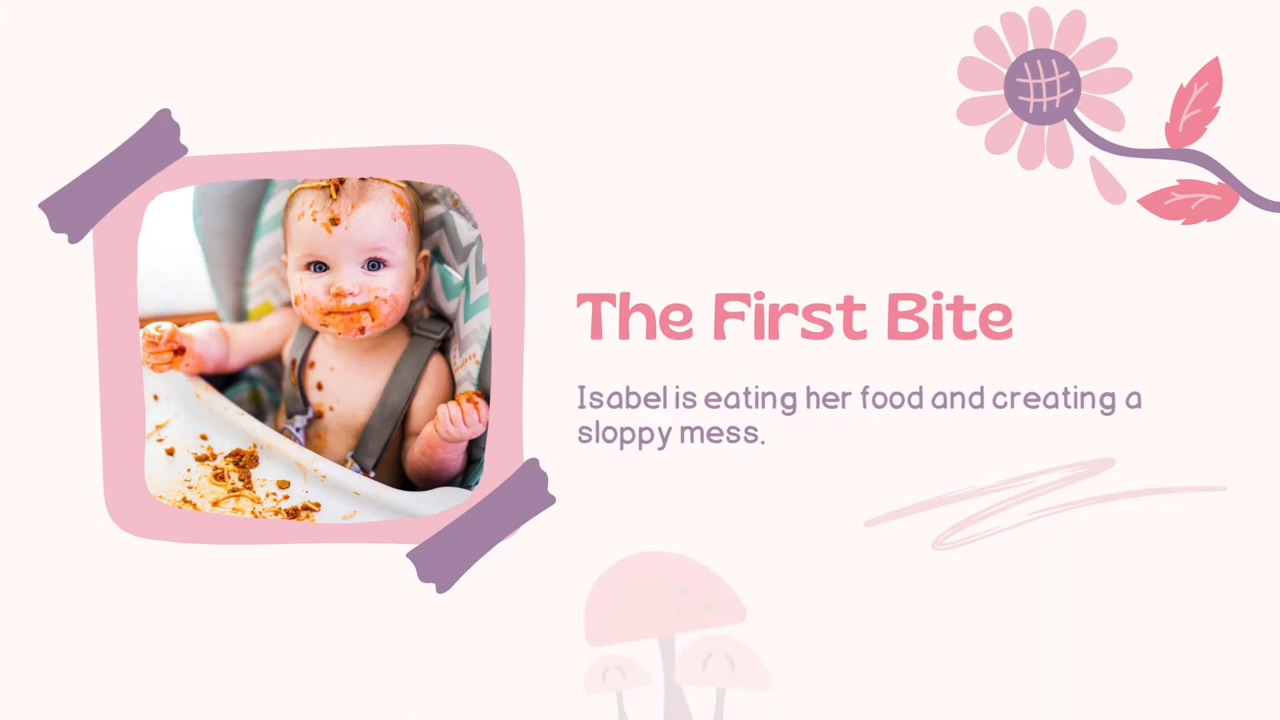 The First Bite
Isabel is eating her food and creating a
sloppy mess.